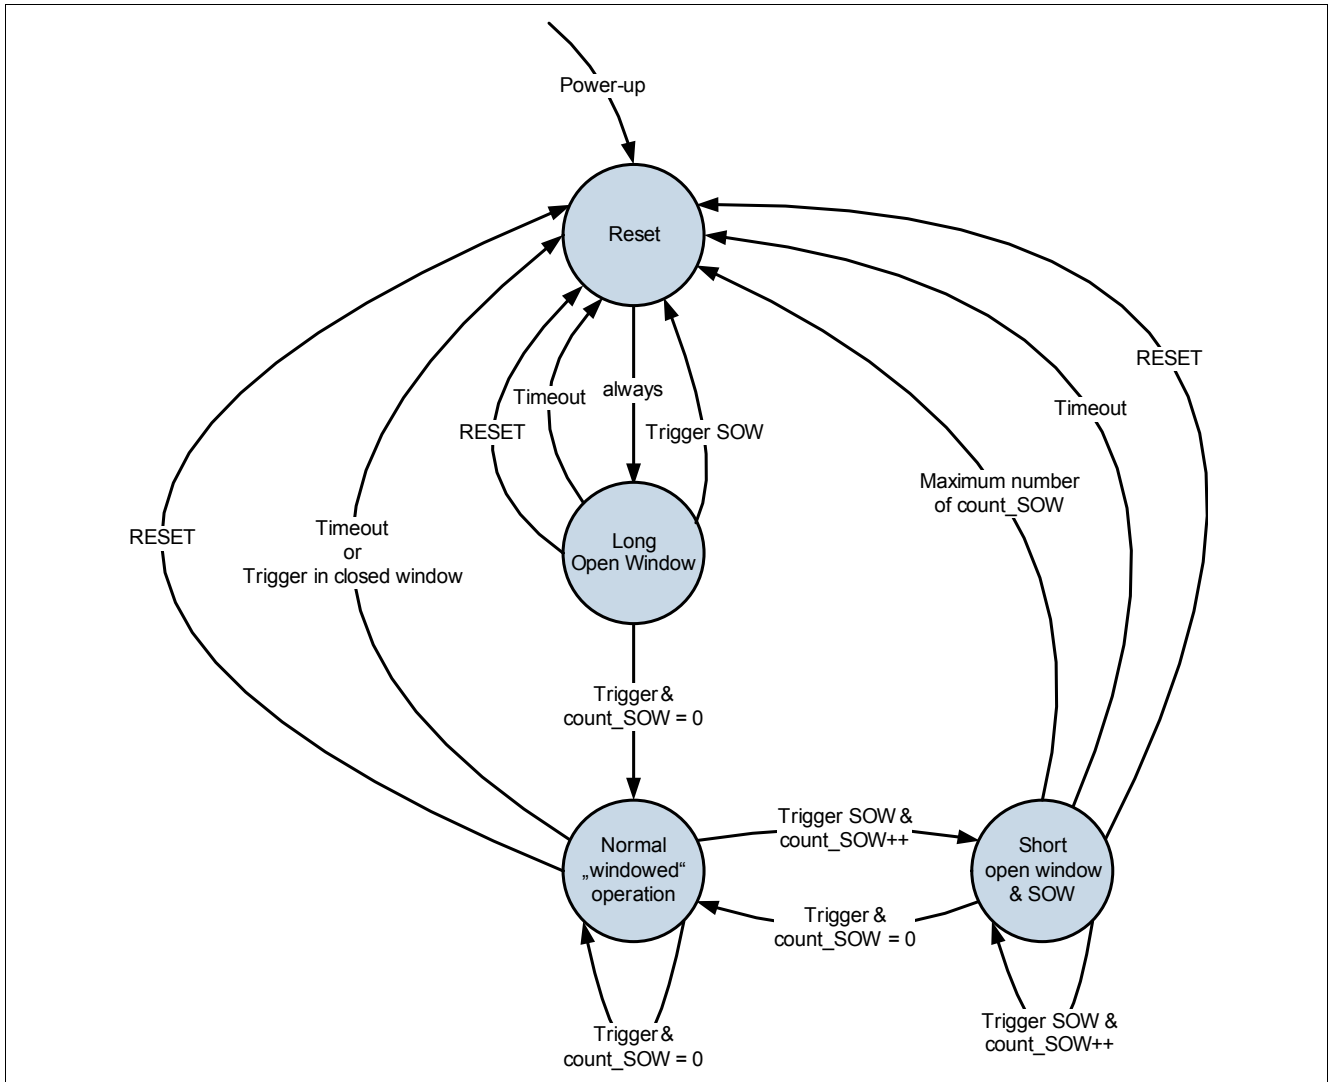 Power-up
Reset
RESET
Timeout
always
Timeout
RESET
Trigger SOW
Maximum number
of count_SOW
RESET
Timeout
or
Trigger in closed window
Long
Open Window
Trigger &
count_SOW = 0
Trigger SOW &
count_SOW++
Normal
„windowed“
operation
Short
open window
& SOW
Trigger &
count_SOW = 0
Trigger &
count_SOW = 0
Trigger SOW &
count_SOW++